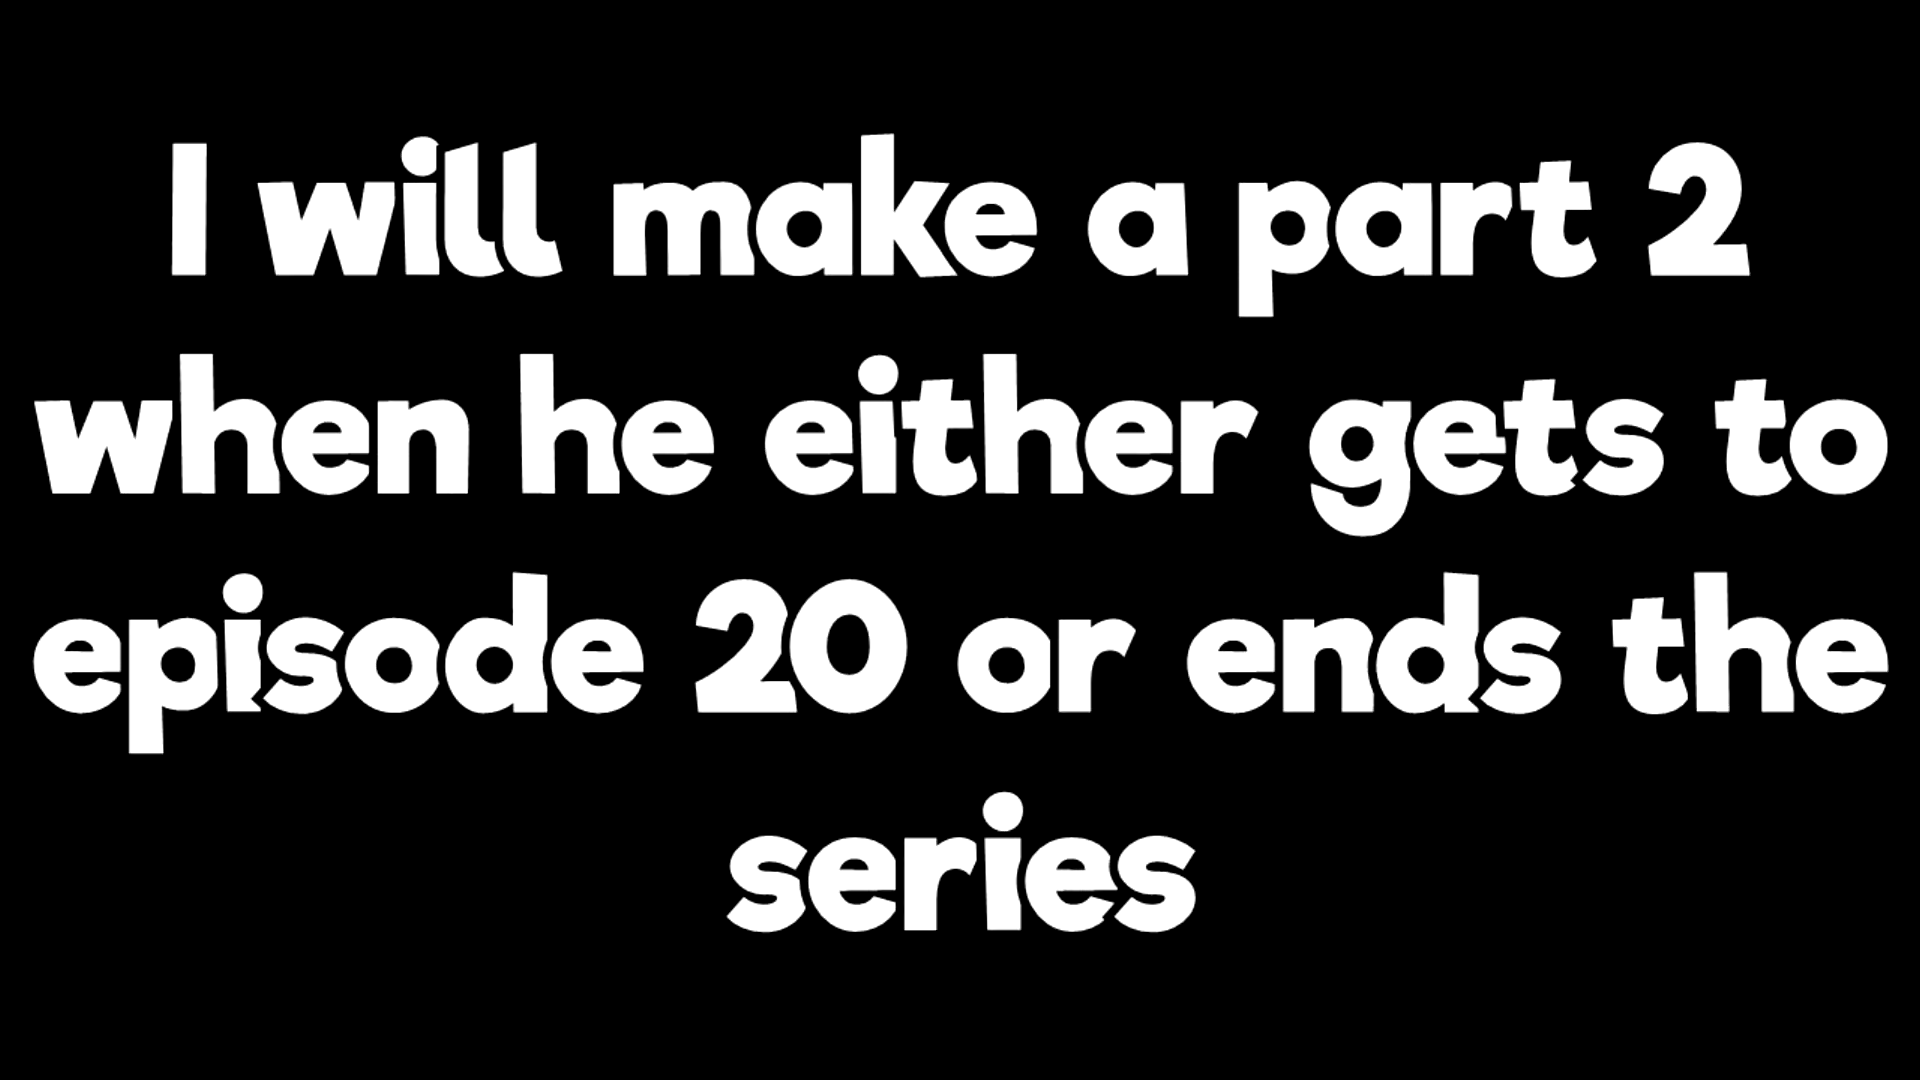 I will make a part 2
when he either gets to
episode 20 or ends the
series